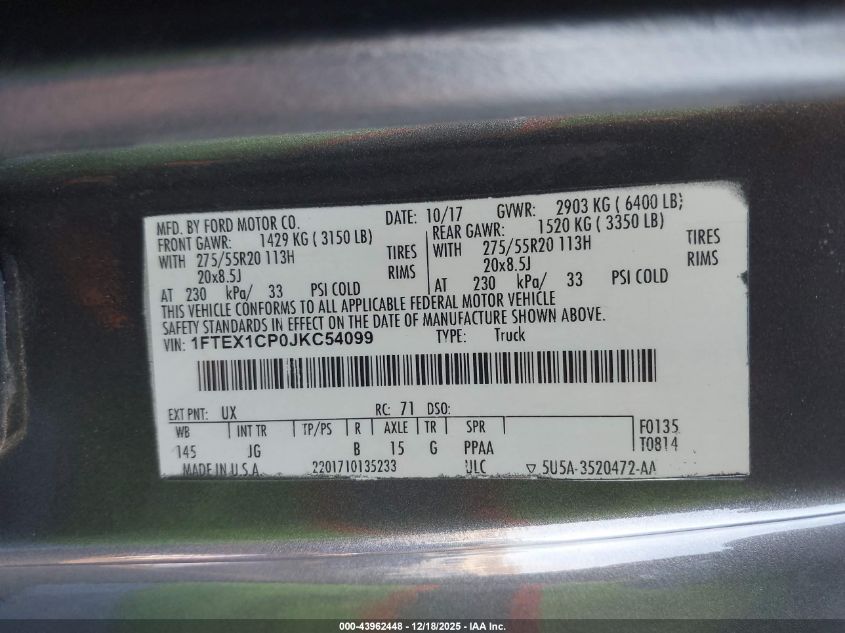 MFD. BY FORD MOTOR CO. DATE: 10/17 GVWR: 2903 KG ( 6400 LB)
FRONT GAWR: 1429 KG ( 3150 LB) REAR GAWR: 1520 KG ( 3350 LB)
WITH 275/55R20 113H TIRES WITH 275/55R20 113H TIRES
20x8.5J RIMS 20x8.5J RIMS
AT 230 kPa/ 33 PSI COLD AT 230 kPa/ 33 PSI COLD
THIS VEHICLE CONFORMS TO ALL APPLICABLE FEDERAL MOTOR VEHICLE
SAFETY STANDARDS IN EFFECT ON THE DATE OF MANUFACTURE SHOWN ABOVE.
VIN: 1FTEX1CP0JKC54099 TYPE: Truck
EXT PNT: UX RC: 71 DSO:
WB INT TR TP/PS R AXLE TR SPR F0135
145 JG B 15 G PPAA T0814
MADE IN U.S.A. 2201710135233 ULC ▽ 5U5A-3520472-AA
000-43962448 - 12/18/2025 - IAA Inc.